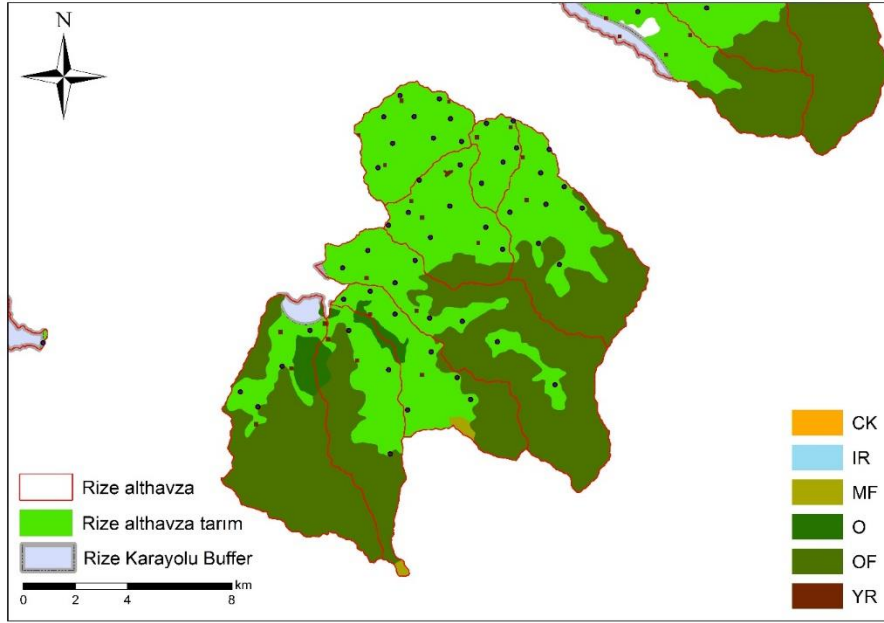 N
Rize althavza
Rize althavza tarım
Rize Karayolu Buffer
km
0 2 4 8
CK
IR
MF
O
OF
YR